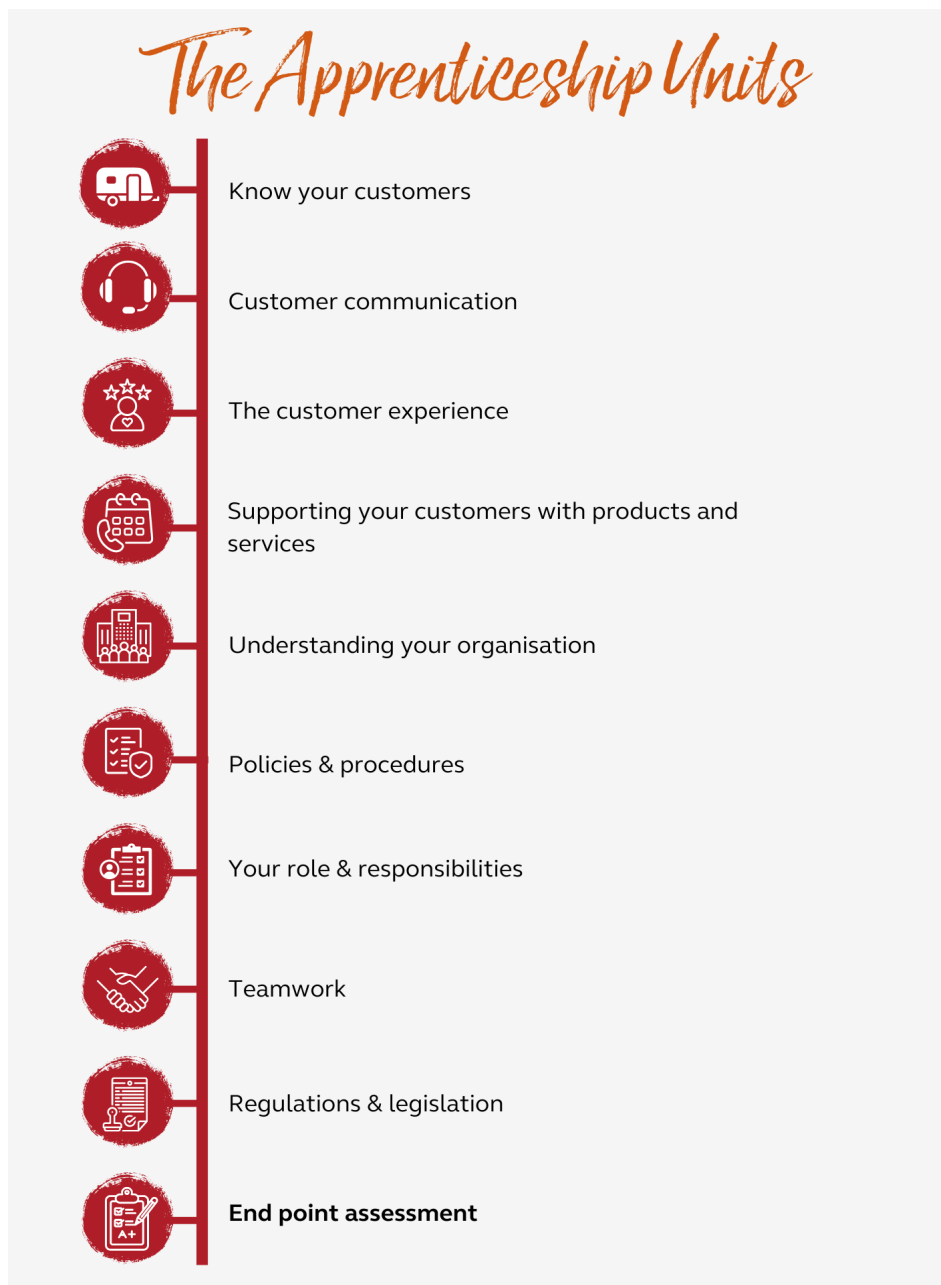 The Apprenticeship Units
Know your customers
Customer communication
The customer experience
Supporting your customers with products and
services
Understanding your organisation
Policies & procedures
Your role & responsibilities
Teamwork
Regulations & legislation
A+
End point assessment